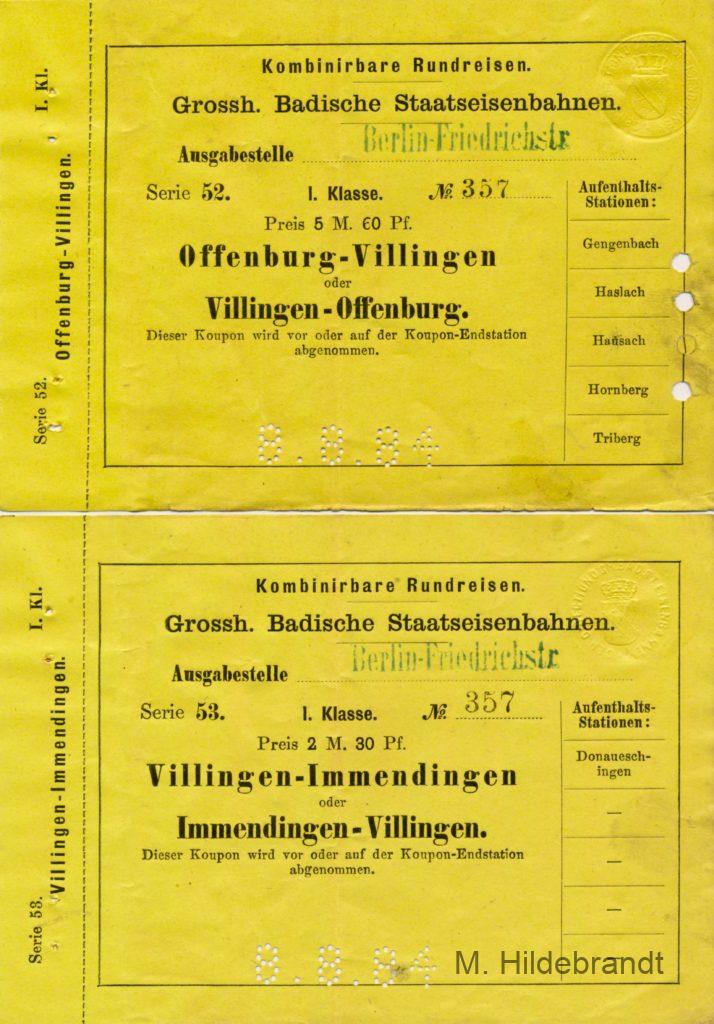 Kombinirbare Rundreisen.
Grossh. Badische Staatseisenbahnen.
Ausgabestelle Berlin-Friedrichstr.
Serie 52. I. Klasse. № 357
Preis 5 M. 60 Pf.
Offenburg-Villingen
oder
Villingen-Offenburg.
Dieser Koupon wird vor oder auf der Koupon-Endstation
abgenommen.
8.8.84
Aufenthalts-
Stationen:
Gengenbach
Haslach
Hausach
Hornberg
Triberg
Serie 52. Offenburg-Villingen. I. Kl.
Kombinirbare Rundreisen.
Grossh. Badische Staatseisenbahnen.
Ausgabestelle Berlin-Friedrichstr.
Serie 53. I. Klasse. № 357
Preis 2 M. 30 Pf.
Villingen-Immendingen
oder
Immendingen-Villingen.
Dieser Koupon wird vor oder auf der Koupon-Endstation
abgenommen.
8.8.84
Aufenthalts-
Stationen:
Donauesch-
ingen
—
—
—
—
Serie 53. Villingen-Immendingen. I. Kl.
M. Hildebrandt